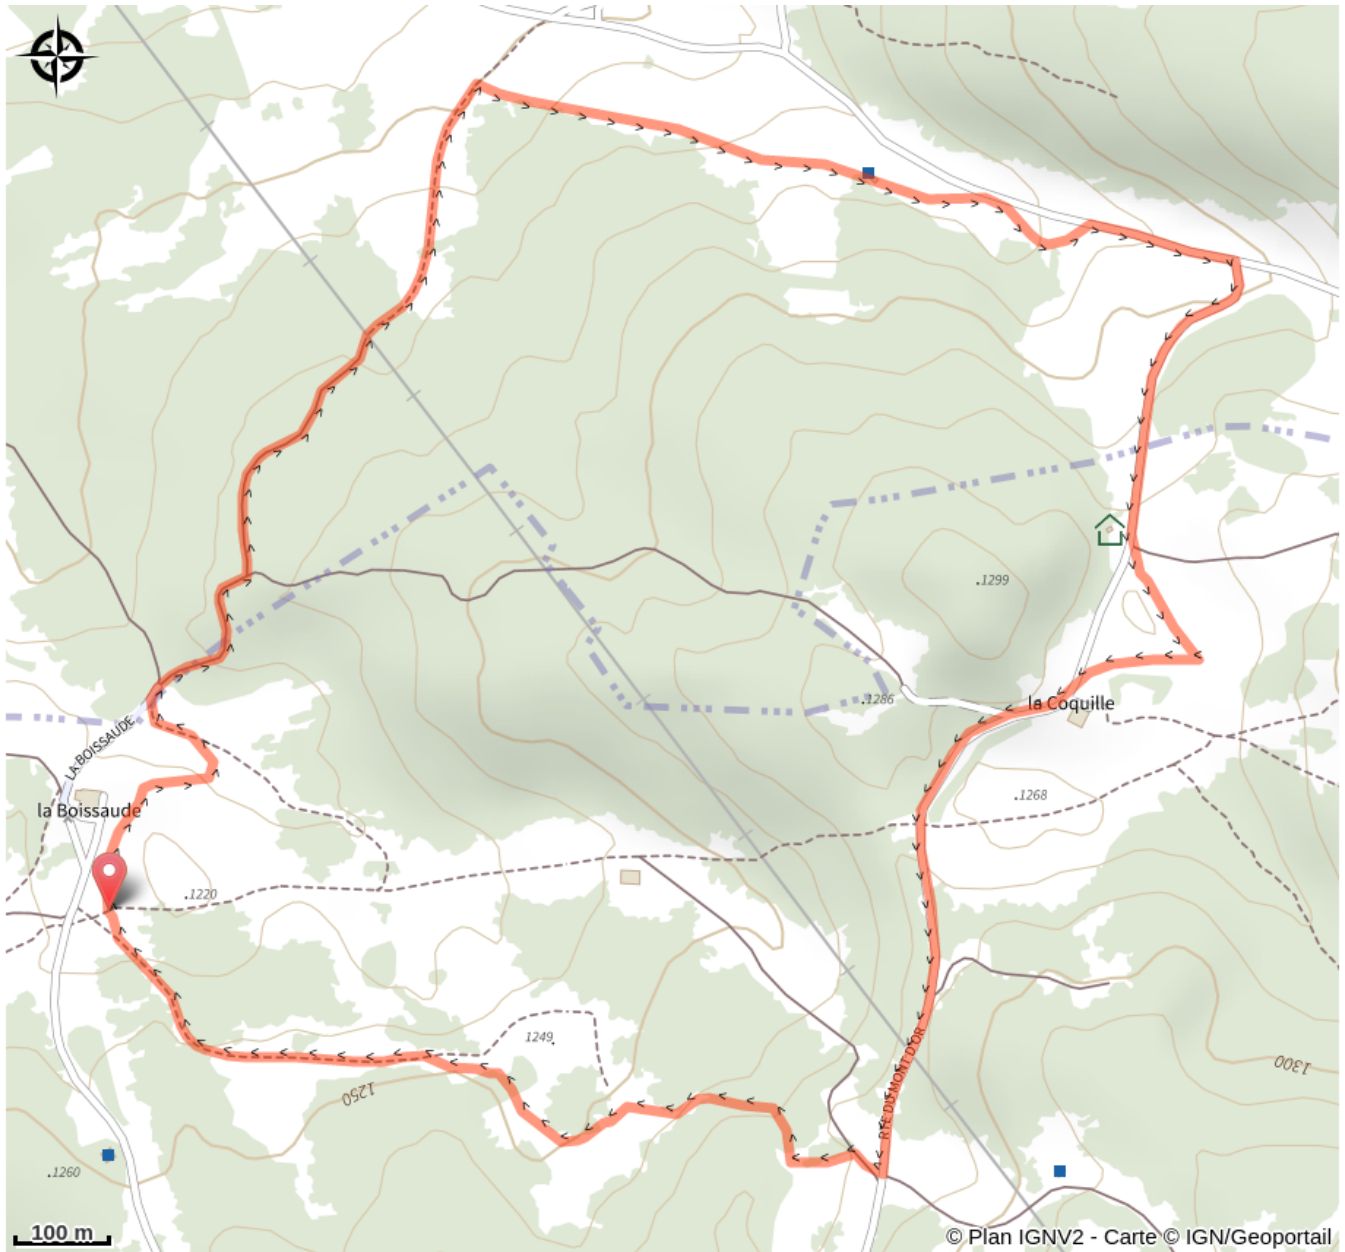 .1299
.1286
la Coquille
LA BOISSAUDE
.1268
la Boissaude
.1220
1249.
RTE DU MONT D'OR
1300
1250
.1260
100 m
© Plan IGNV2 - Carte © IGN/Geoportail